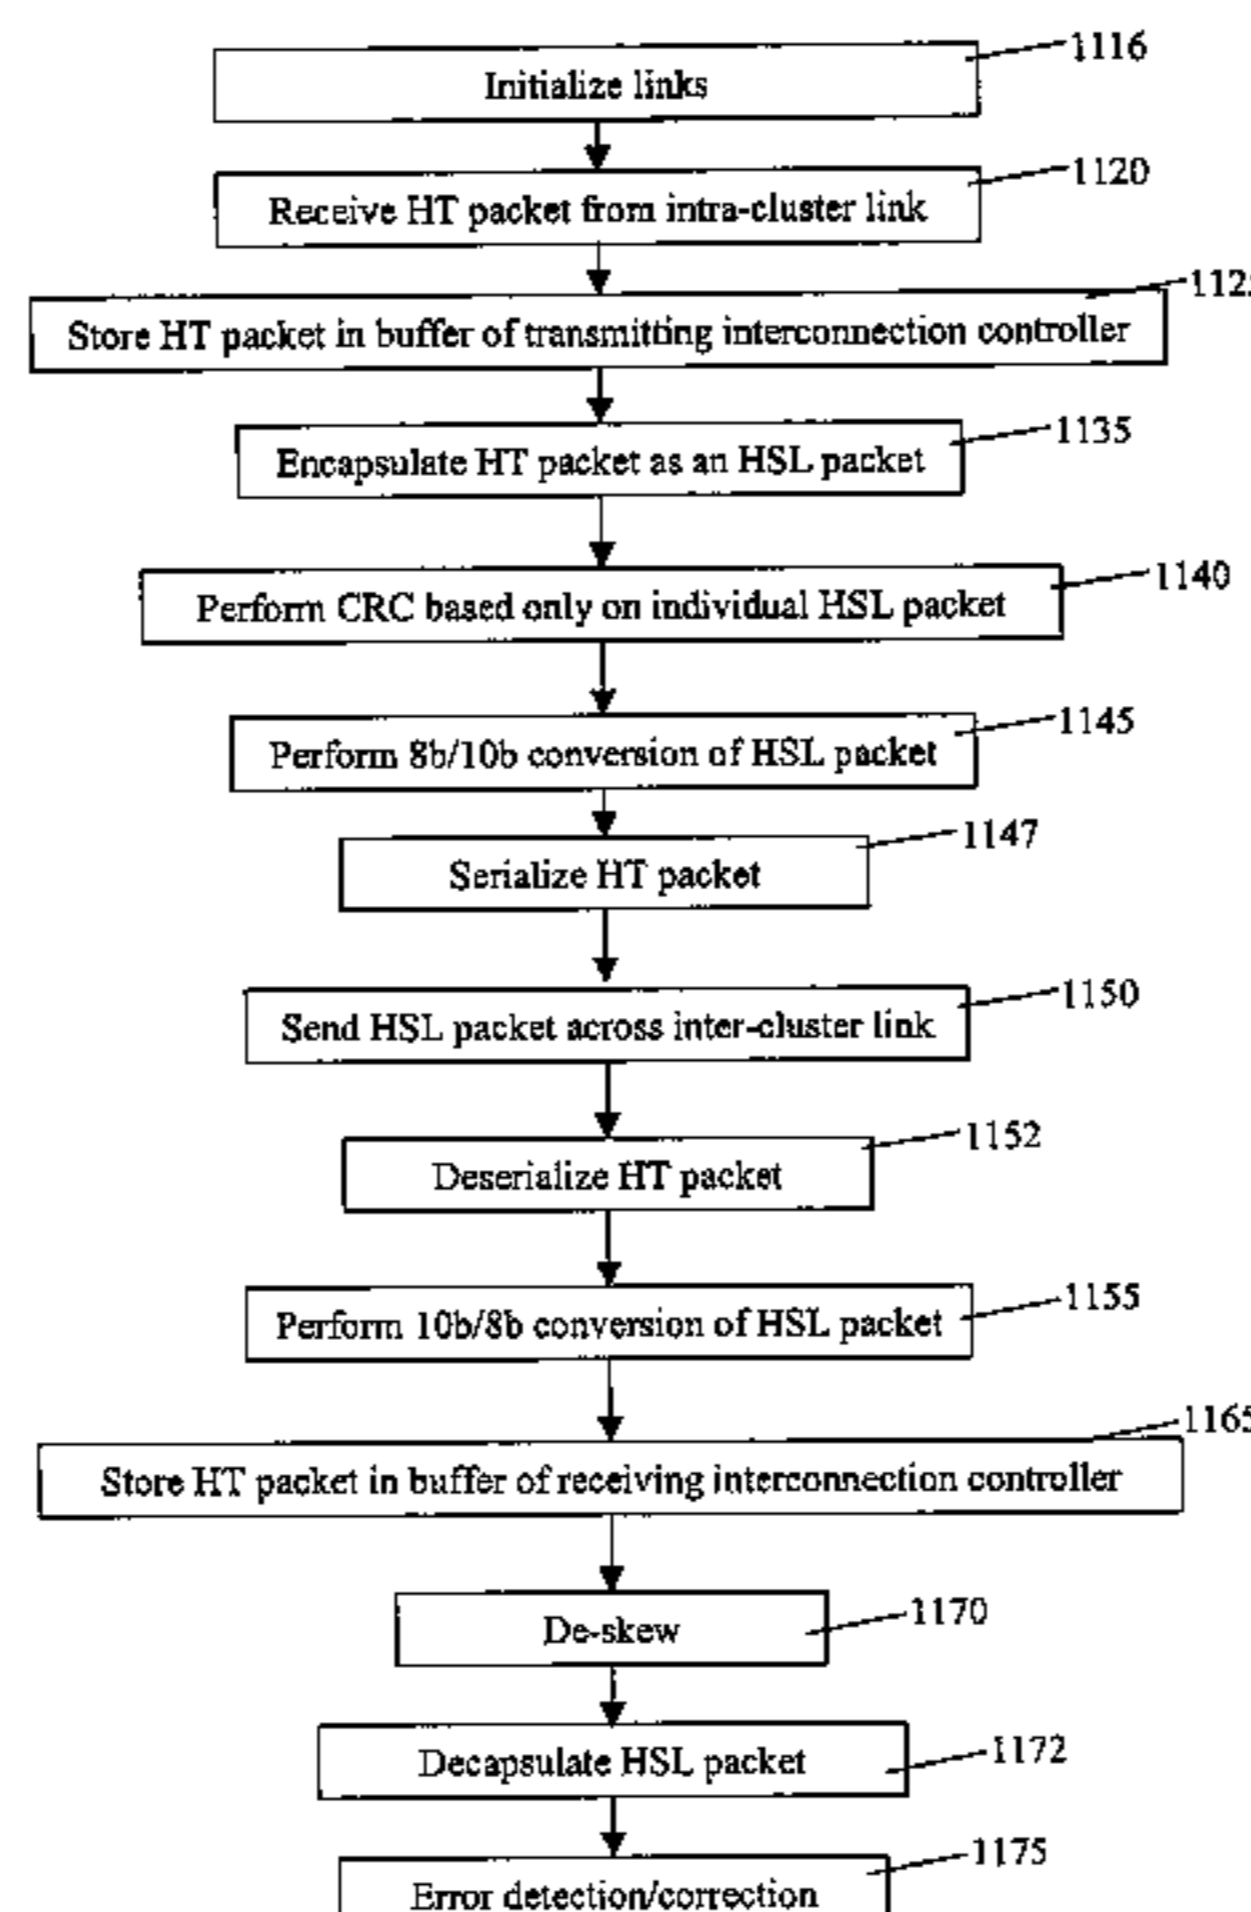 1116
Initialize links
1120
Receive HT packet from intra-cluster link
112
Store HT packet in buffer of transmitting interconnection controller
1135
Encapsulate HT packet as an HSL packet
1140
Perform CRC based only on individual HSL packet
1145
Perform 8b/10b conversion of HSL packet
1147
Serialize HT packet
1150
Send HSL packet across inter-cluster link
1152
Deserialize HT packet
1155
Perform 10b/8b conversion of HSL packet
1165
Store HT packet in buffer of receiving interconnection controller
1170
De-skew
1172
Decapsulate HSL packet
1175
Error detection/correction